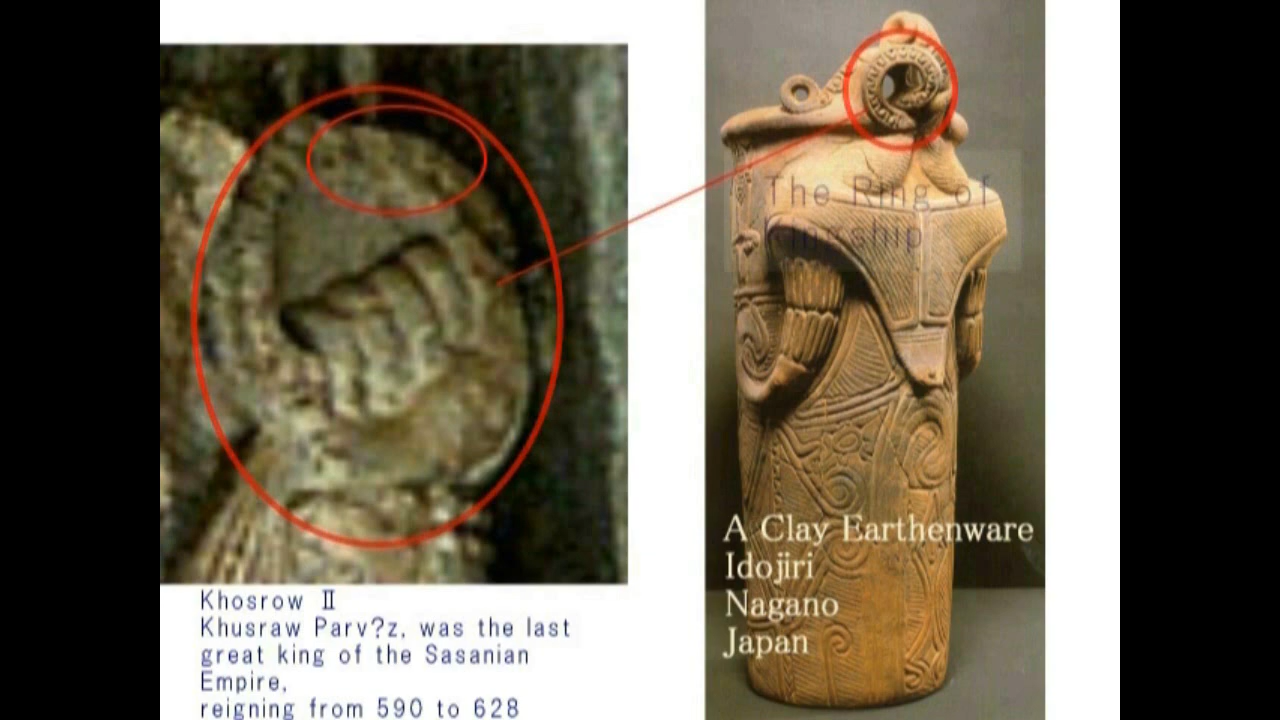 Khosrow Ⅱ
Khusraw Parv?z, was the last
great king of the Sasanian
Empire,
reigning from 590 to 628
The Ring of
Kingship
A Clay Earthenware
Idojiri
Nagano
Japan